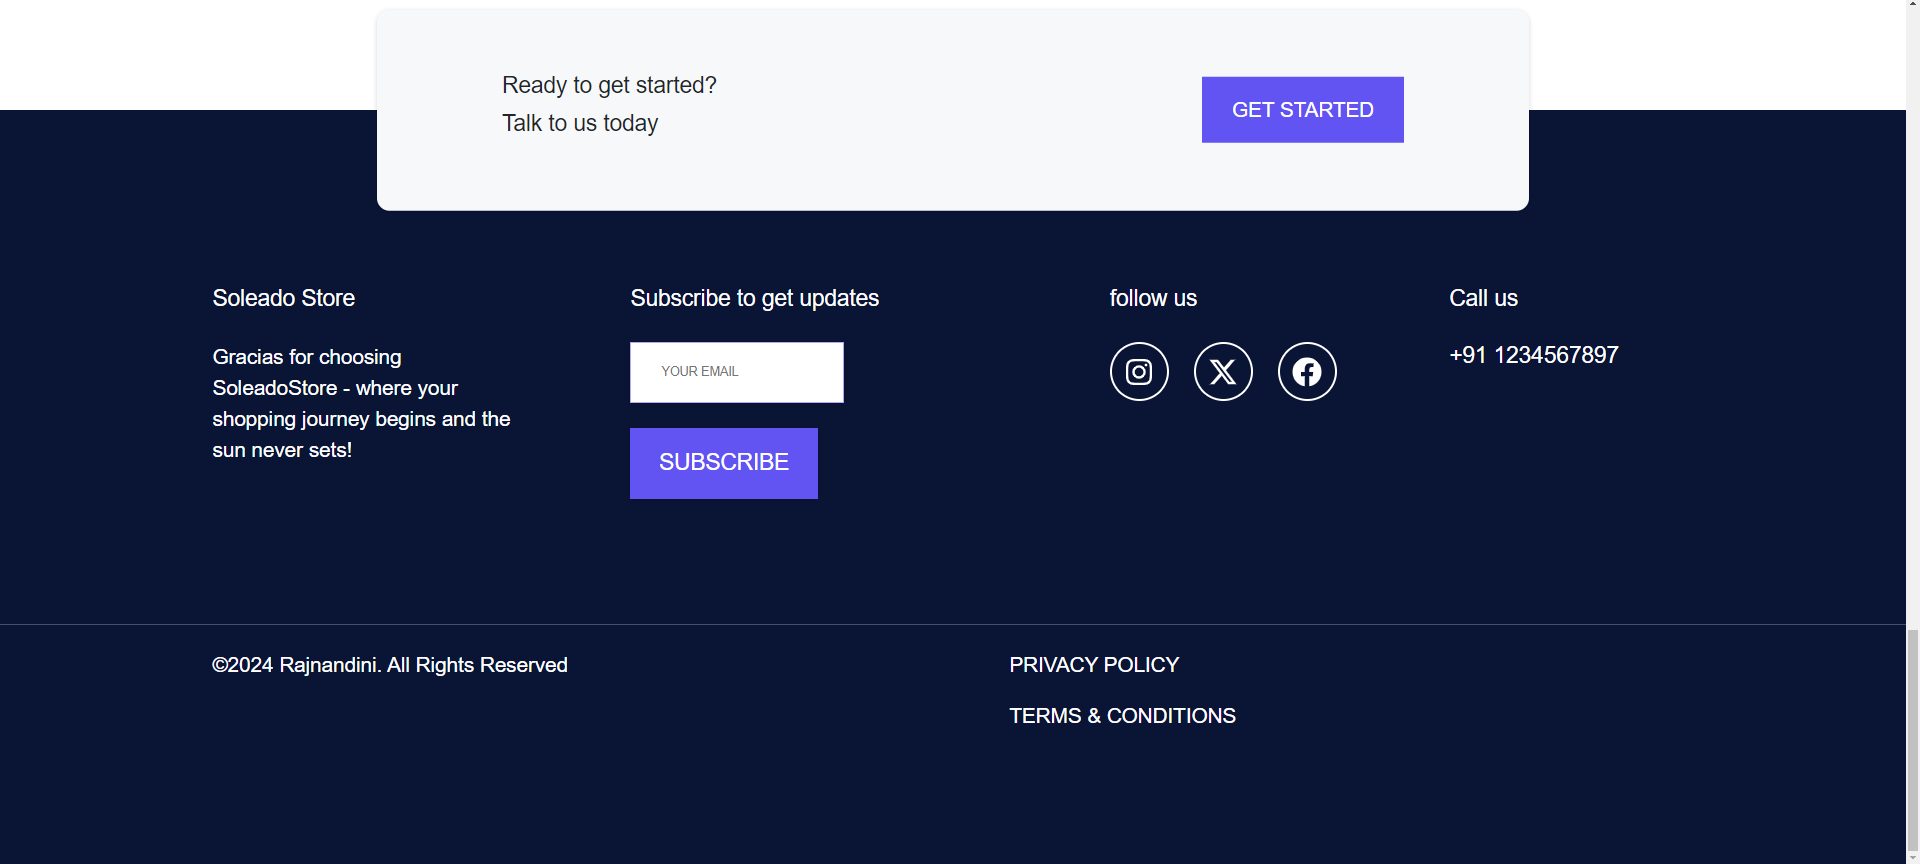 Ready to get started?
Talk to us today
GET STARTED
Soleado Store
Gracias for choosing
SoleadoStore - where your
shopping journey begins and the
sun never sets!
Subscribe to get updates
YOUR EMAIL
SUBSCRIBE
follow us
Call us
+91 1234567897
©2024 Rajnandini. All Rights Reserved
PRIVACY POLICY
TERMS & CONDITIONS